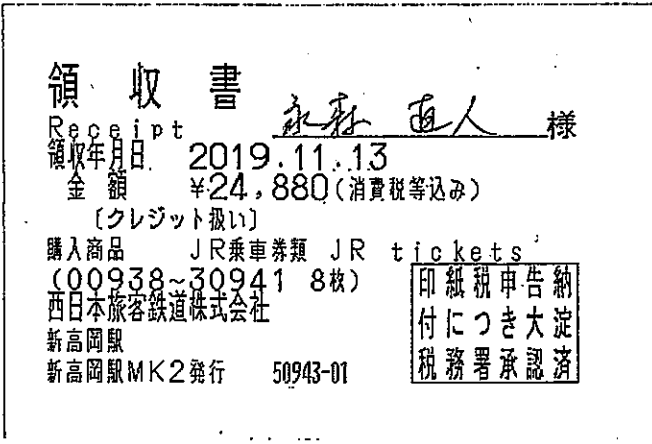 領収書
Receipt 永森 直人 様
領収年月日 2019.11.13
金額 ¥24,880(消費税等込み)
〔クレジット扱い〕
購入商品 JR乗車券類 JR tickets
(00938~30941 8枚)
西日本旅客鉄道株式会社
新高岡駅
新高岡駅MK2発行 50943-01
印紙税申告納
付につき大淀
税務署承認済